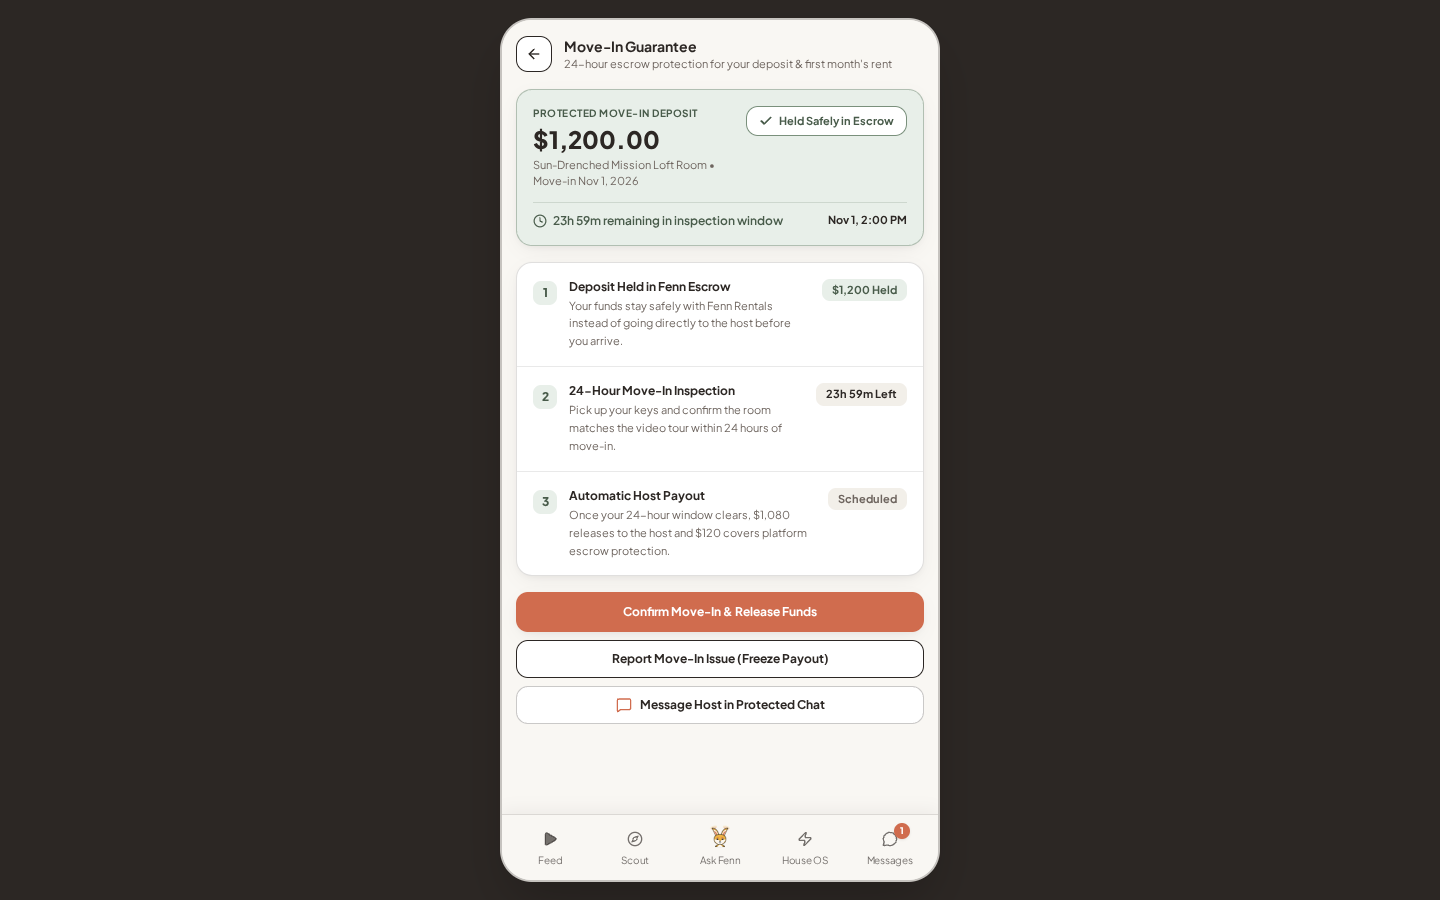 Move-In Guarantee
24-hour escrow protection for your deposit & first month's rent
PROTECTED MOVE-IN DEPOSIT
Held Safely in Escrow
$1,200.00
Sun-Drenched Mission Loft Room •
Move-in Nov 1, 2026
23h 59m remaining in inspection window
Nov 1, 2:00 PM
1
Deposit Held in Fenn Escrow
$1,200 Held
Your funds stay safely with Fenn Rentals
instead of going directly to the host before
you arrive.
2
24-Hour Move-In Inspection
23h 59m Left
Pick up your keys and confirm the room
matches the video tour within 24 hours of
move-in.
3
Automatic Host Payout
Scheduled
Once your 24-hour window clears, $1,080
releases to the host and $120 covers platform
escrow protection.
Confirm Move-In & Release Funds
Report Move-In Issue (Freeze Payout)
Message Host in Protected Chat
1
Feed
Scout
Ask Fenn
House OS
Messages